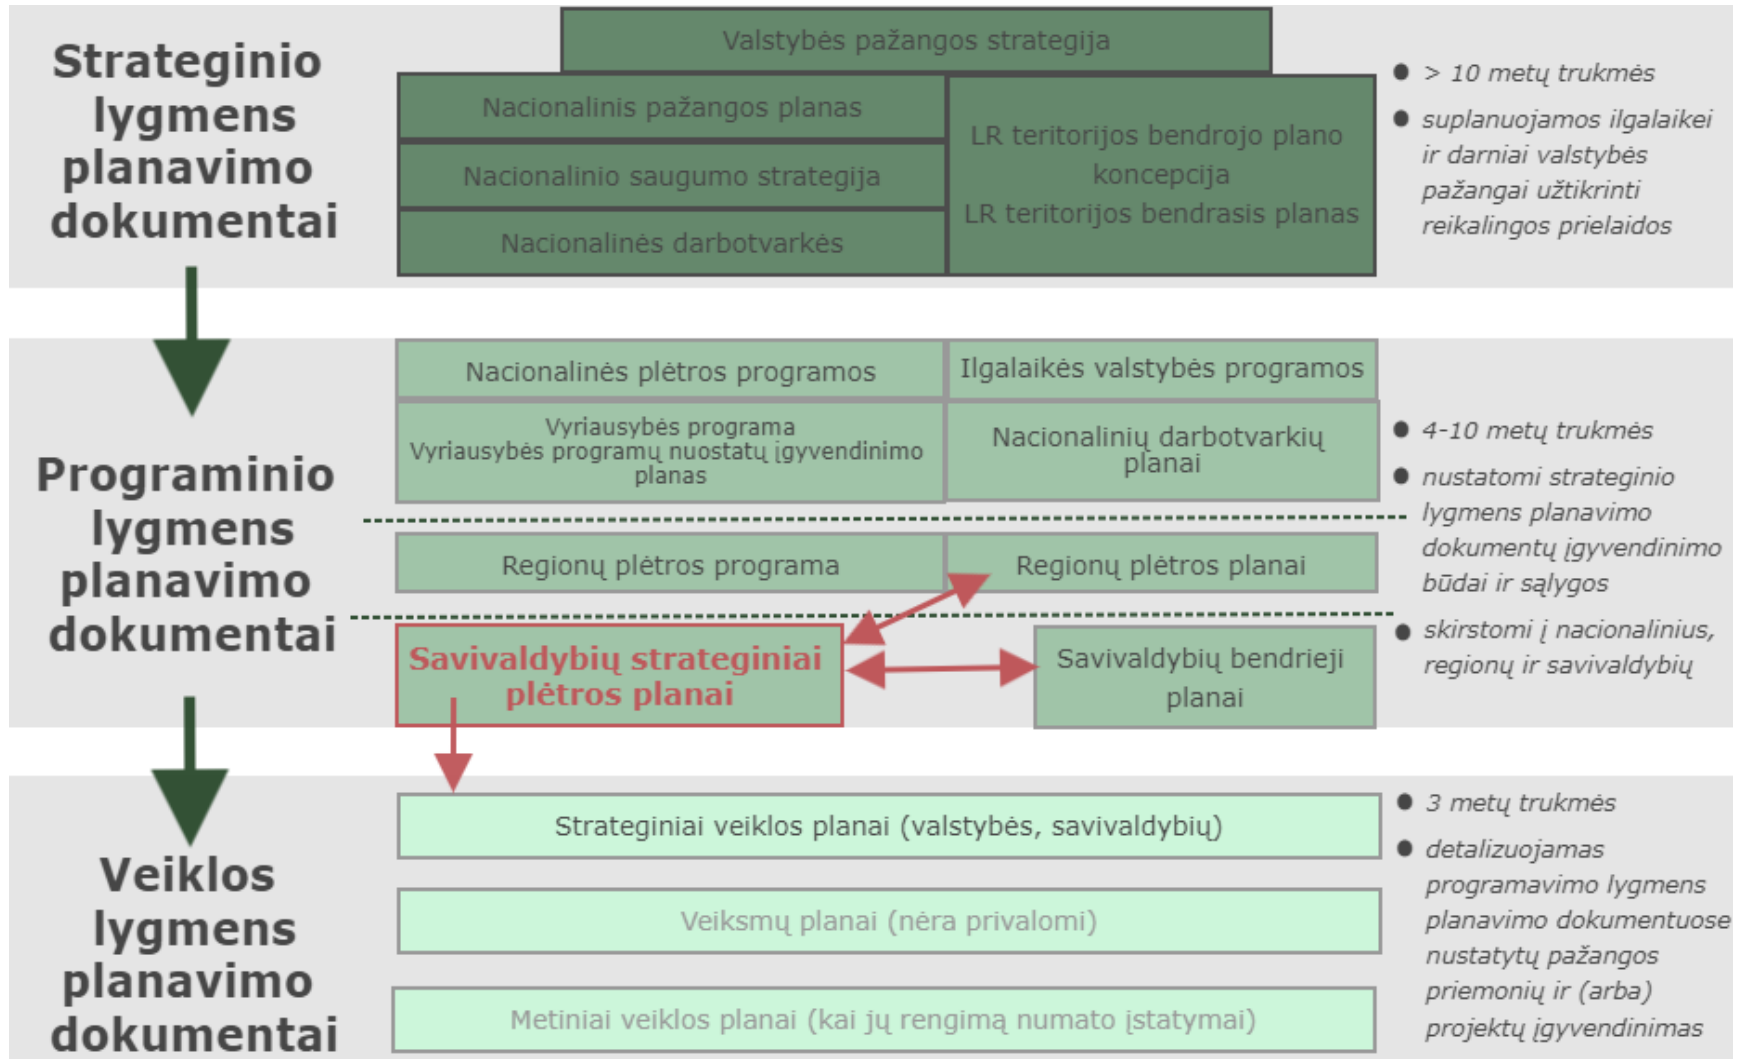 Strateginio
lygmens
planavimo
dokumentai
Valstybės pažangos strategija
Nacionalinis pažangos planas
Nacionalinio saugumo strategija
Nacionalinės darbotvarkės
LR teritorijos bendrojo plano
koncepcija
LR teritorijos bendrasis planas
> 10 metų trukmės
suplanuojamos ilgalaikei
ir darniai valstybės
pažangai užtikrinti
reikalingos prielaidos
Programinio
lygmens
planavimo
dokumentai
Nacionalinės plėtros programos
Ilgalaikės valstybės programos
Vyriausybės programa
Vyriausybės programų nuostatų įgyvendinimo
planas
Nacionalinių darbotvarkių
planai
Regionų plėtros programa
Regionų plėtros planai
Savivaldybių strateginiai
plėtros planai
Savivaldybių bendrieji
planai
4-10 metų trukmės
nustatomi strateginio
lygmens planavimo
dokumentų įgyvendinimo
būdai ir sąlygos
skirstomi į nacionalinius,
regionų ir savivaldybių
Veiklos
lygmens
planavimo
dokumentai
Strateginiai veiklos planai (valstybės, savivaldybių)
Veiksmų planai (nėra privalomi)
Metiniai veiklos planai (kai jų rengimą numato įstatymai)
3 metų trukmės
detalizuojamas
programavimo lygmens
planavimo dokumentuose
nustatytų pažangos
priemonių ir (arba)
projektų įgyvendinimas